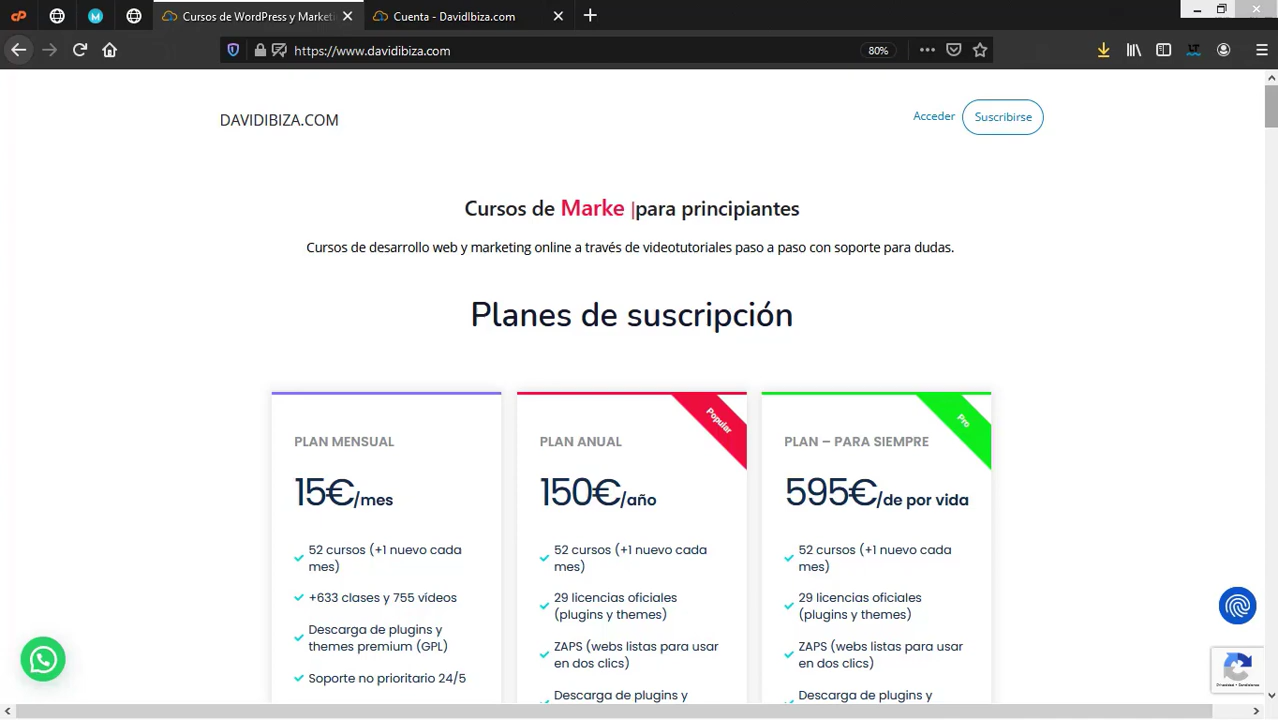 Cursos de WordPress y Marketi
Cuenta - DavidIbiza.com
https://www.davidibiza.com
80%
DAVIDIBIZA.COM
Acceder
Suscribirse
Cursos de Marke |para principiantes
Cursos de desarrollo web y marketing online a través de videotutoriales paso a paso con soporte para dudas.
Planes de suscripción
Popular
Pro
PLAN MENSUAL
15€/mes
52 cursos (+1 nuevo cada
mes)
+633 clases y 755 vídeos
Descarga de plugins y
themes premium (GPL)
Soporte no prioritario 24/5
PLAN ANUAL
150€/año
52 cursos (+1 nuevo cada
mes)
29 licencias oficiales
(plugins y themes)
ZAPS (webs listas para usar
en dos clics)
Descarga de plugins y
PLAN – PARA SIEMPRE
595€/de por vida
52 cursos (+1 nuevo cada
mes)
29 licencias oficiales
(plugins y themes)
ZAPS (webs listas para usar
en dos clics)
Descarga de plugins y